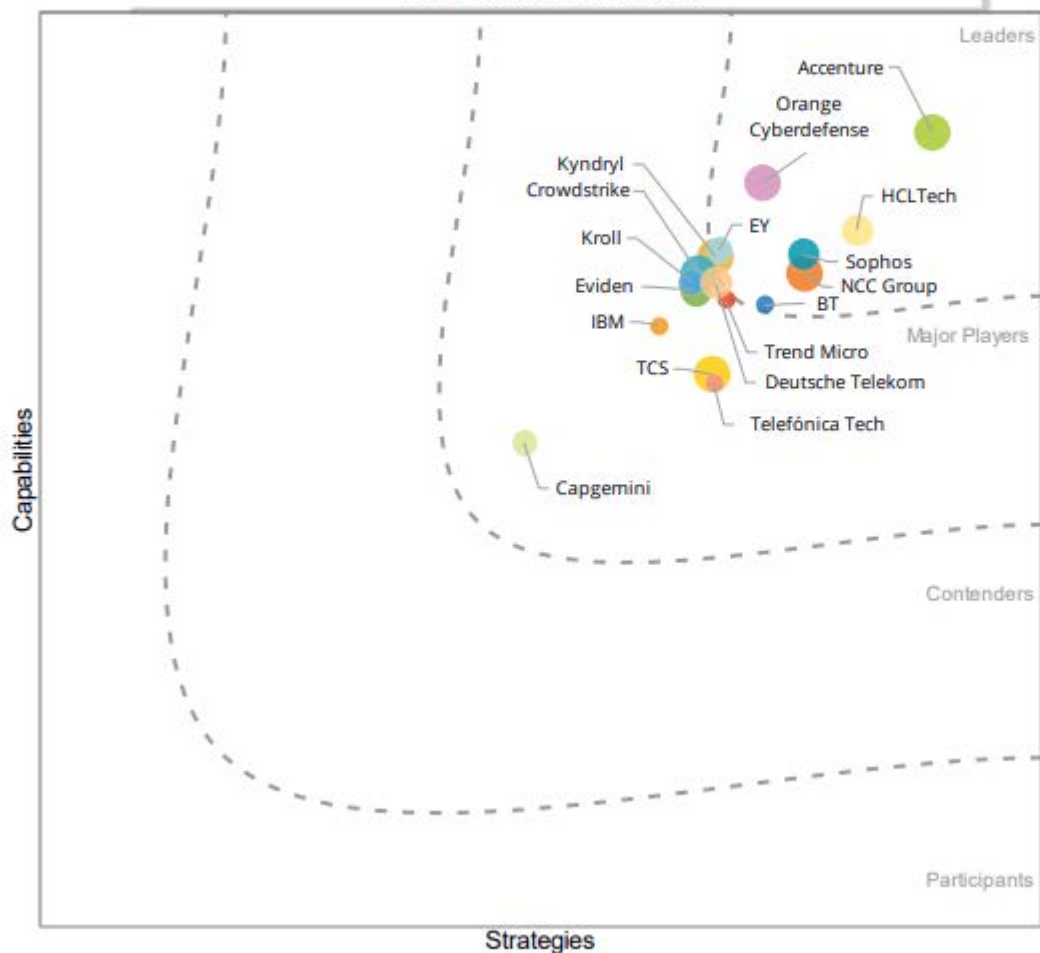 Leaders
Accenture
Orange
Cyberdefense
Kyndryl
Crowdstrike
HCLTech
EY
Kroll
Sophos
Eviden
NCC Group
BT
IBM
Major Players
Trend Micro
TCS
Deutsche Telekom
Telefónica Tech
Capabilities
Capgemini
Contenders
Participants
Strategies